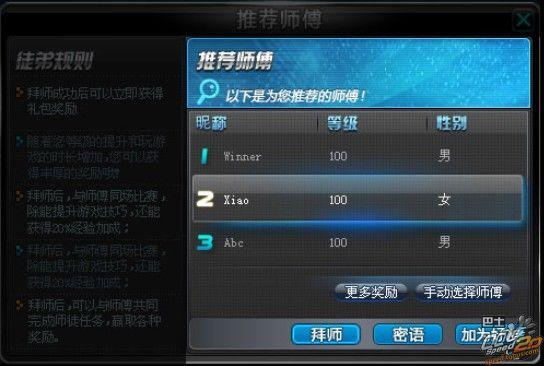 推荐师傅
徒弟规则
拜师成功后可以立即获得
礼包奖励
随着您等级的提升和玩游
戏的时长增加,您可以获
得丰厚的奖励哦!
拜师后,与师傅同场比赛,
除能提升游戏技巧,还能
获得20%经验加成;
拜师后,与师傅同场比赛,
除能提升游戏技巧,还能
获得20%经验加成;
拜师后,可以与师傅共同
完成师徒任务,赢取各种
奖励。
推荐师傅
以下是为您推荐的师傅!
昵称 等级 性别
1 Winner 100 男
2 Xiao 100 女
3 Abc 100 男
更多奖励 手动选择师傅
拜师 密语 加为好友
巴士
speed